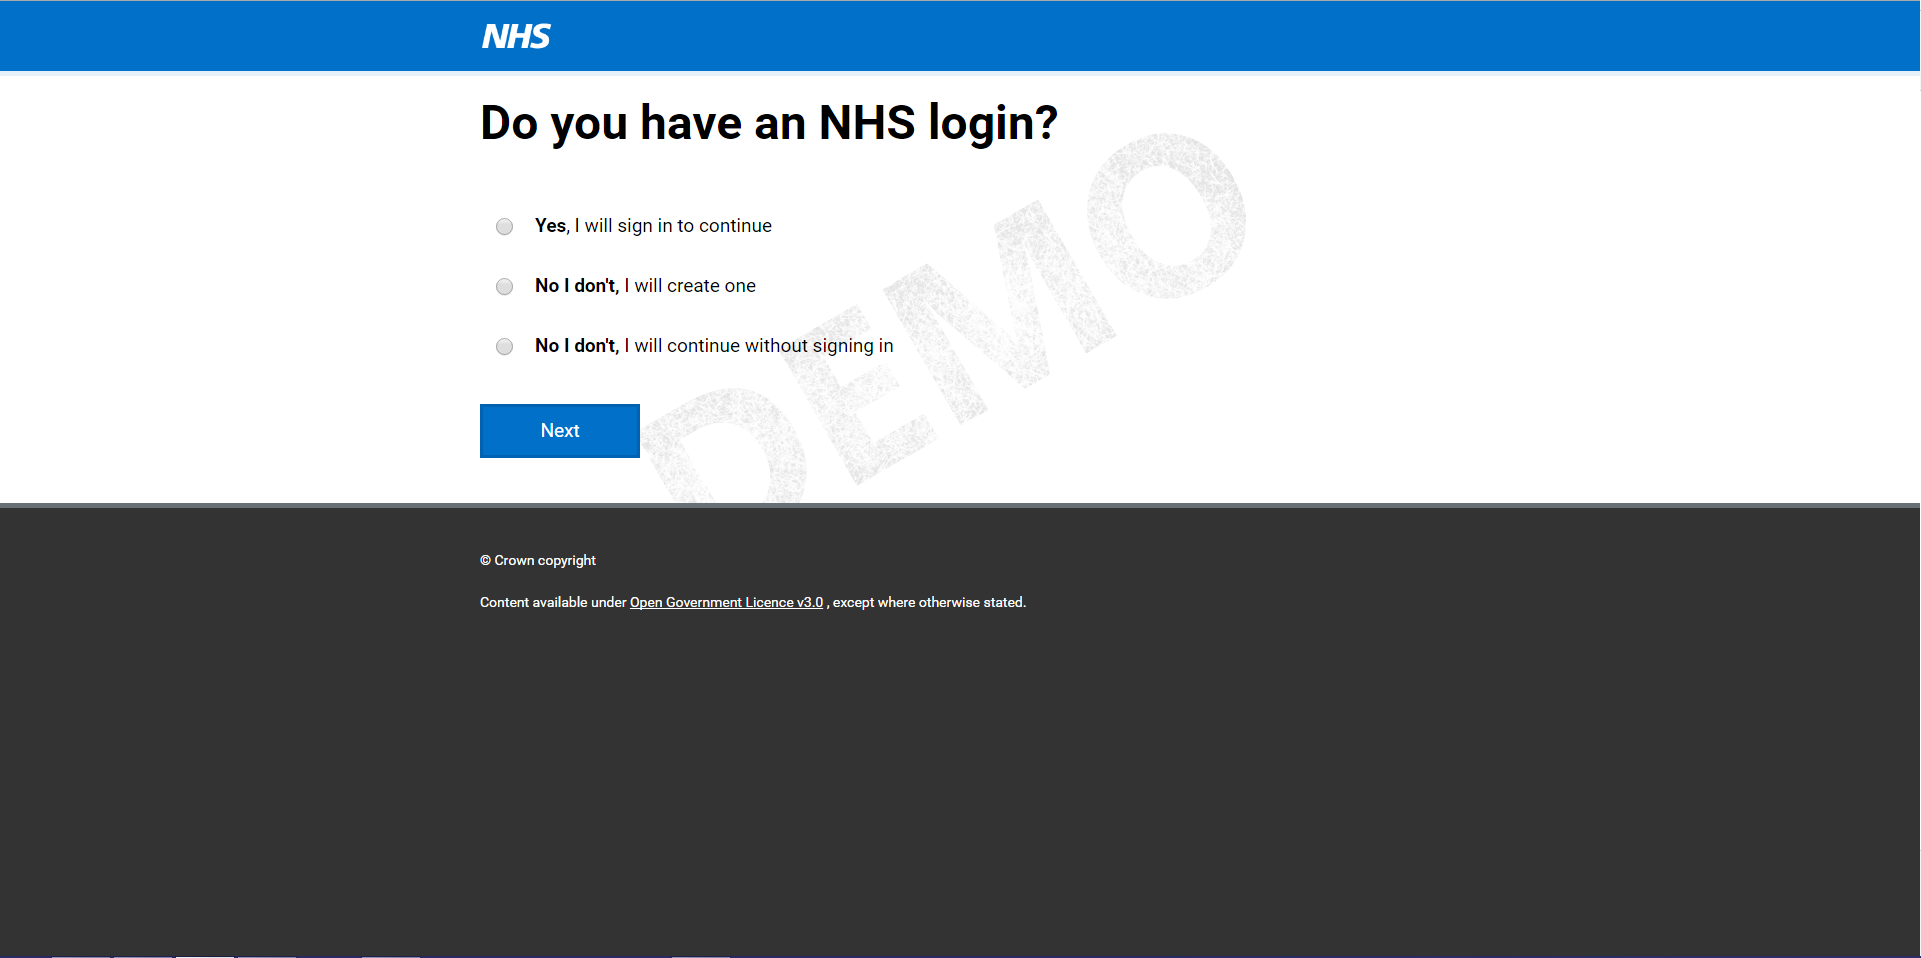 NHS
Do you have an NHS login?
Yes, I will sign in to continue
No I don't, I will create one
No I don't, I will continue without signing in
Next
DEMO
© Crown copyright
Content available under Open Government Licence v3.0 , except where otherwise stated.